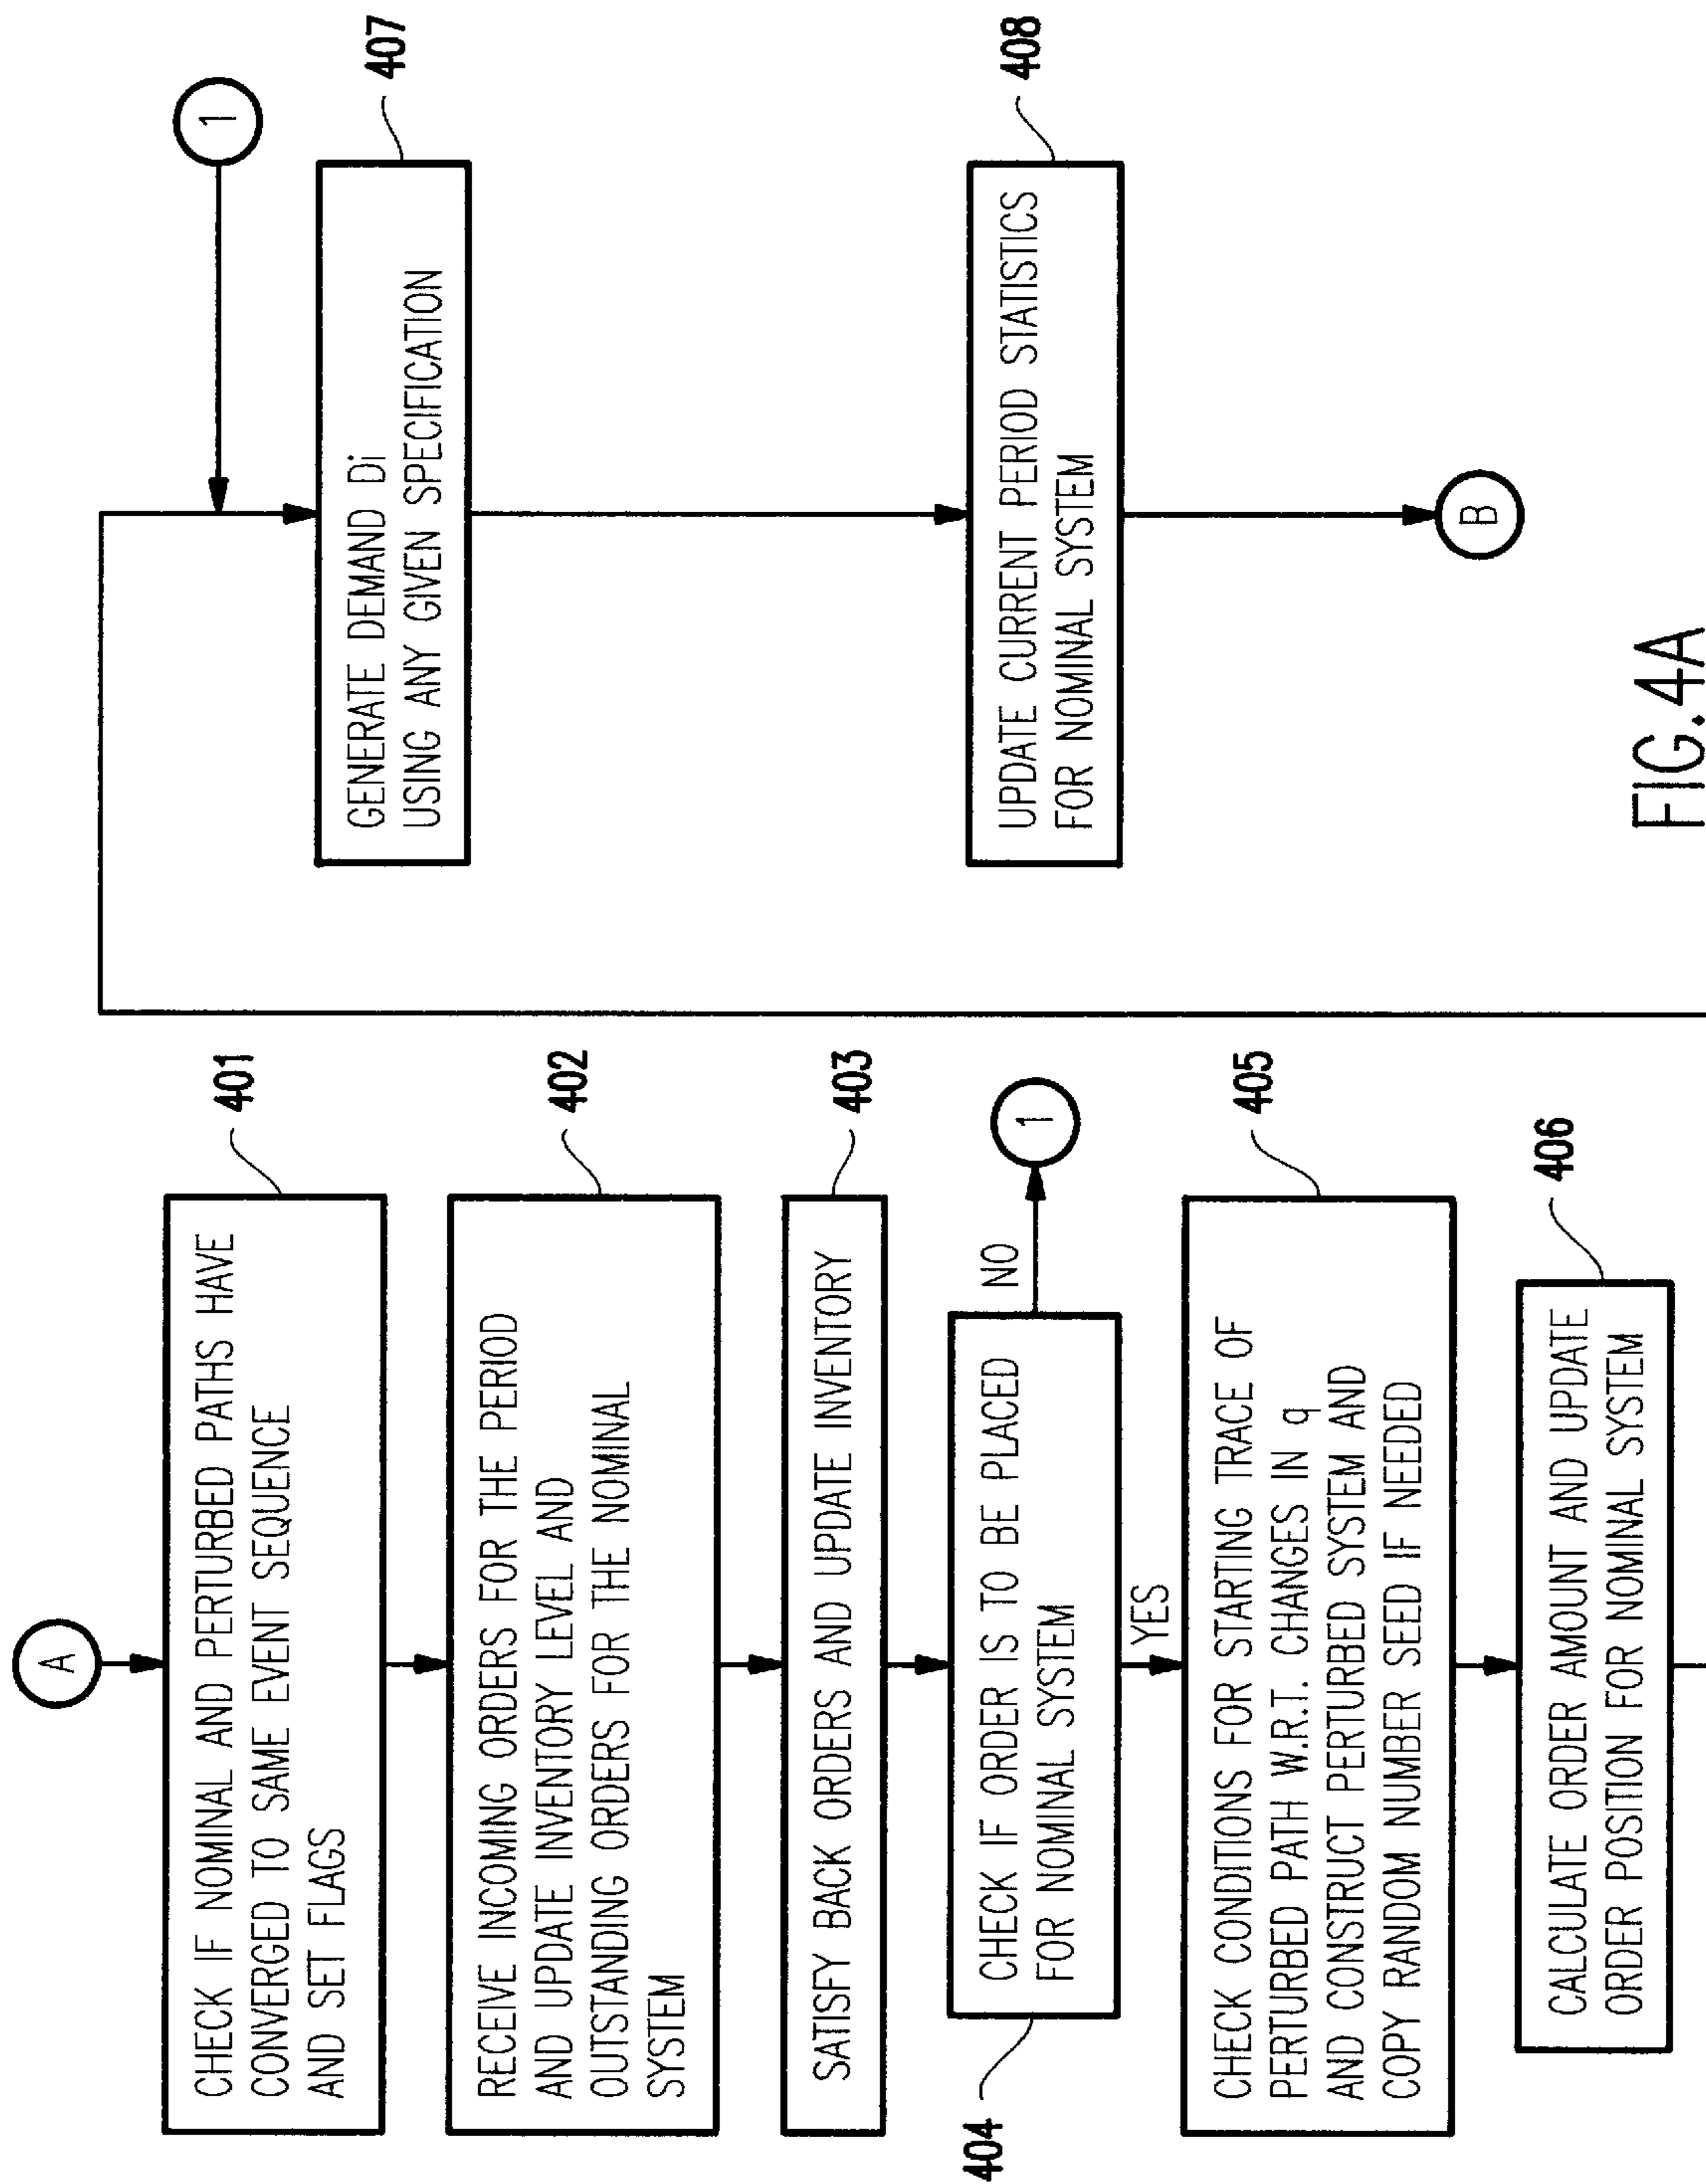 A
401
CHECK IF NOMINAL AND PERTURBED PATHS HAVE
CONVERGED TO SAME EVENT SEQUENCE
AND SET FLAGS
402
RECEIVE INCOMING ORDERS FOR THE PERIOD
AND UPDATE INVENTORY LEVEL AND
OUTSTANDING ORDERS FOR THE NOMINAL
SYSTEM
403
SATISFY BACK ORDERS AND UPDATE INVENTORY
404
CHECK IF ORDER IS TO BE PLACED
FOR NOMINAL SYSTEM
NO
1
YES
405
CHECK CONDITIONS FOR STARTING TRACE OF
PERTURBED PATH W.R.T. CHANGES IN q
AND CONSTRUCT PERTURBED SYSTEM AND
COPY RANDOM NUMBER SEED IF NEEDED
406
CALCULATE ORDER AMOUNT AND UPDATE
ORDER POSITION FOR NOMINAL SYSTEM
1
407
GENERATE DEMAND Di
USING ANY GIVEN SPECIFICATION
408
UPDATE CURRENT PERIOD STATISTICS
FOR NOMINAL SYSTEM
B
FIG.4A